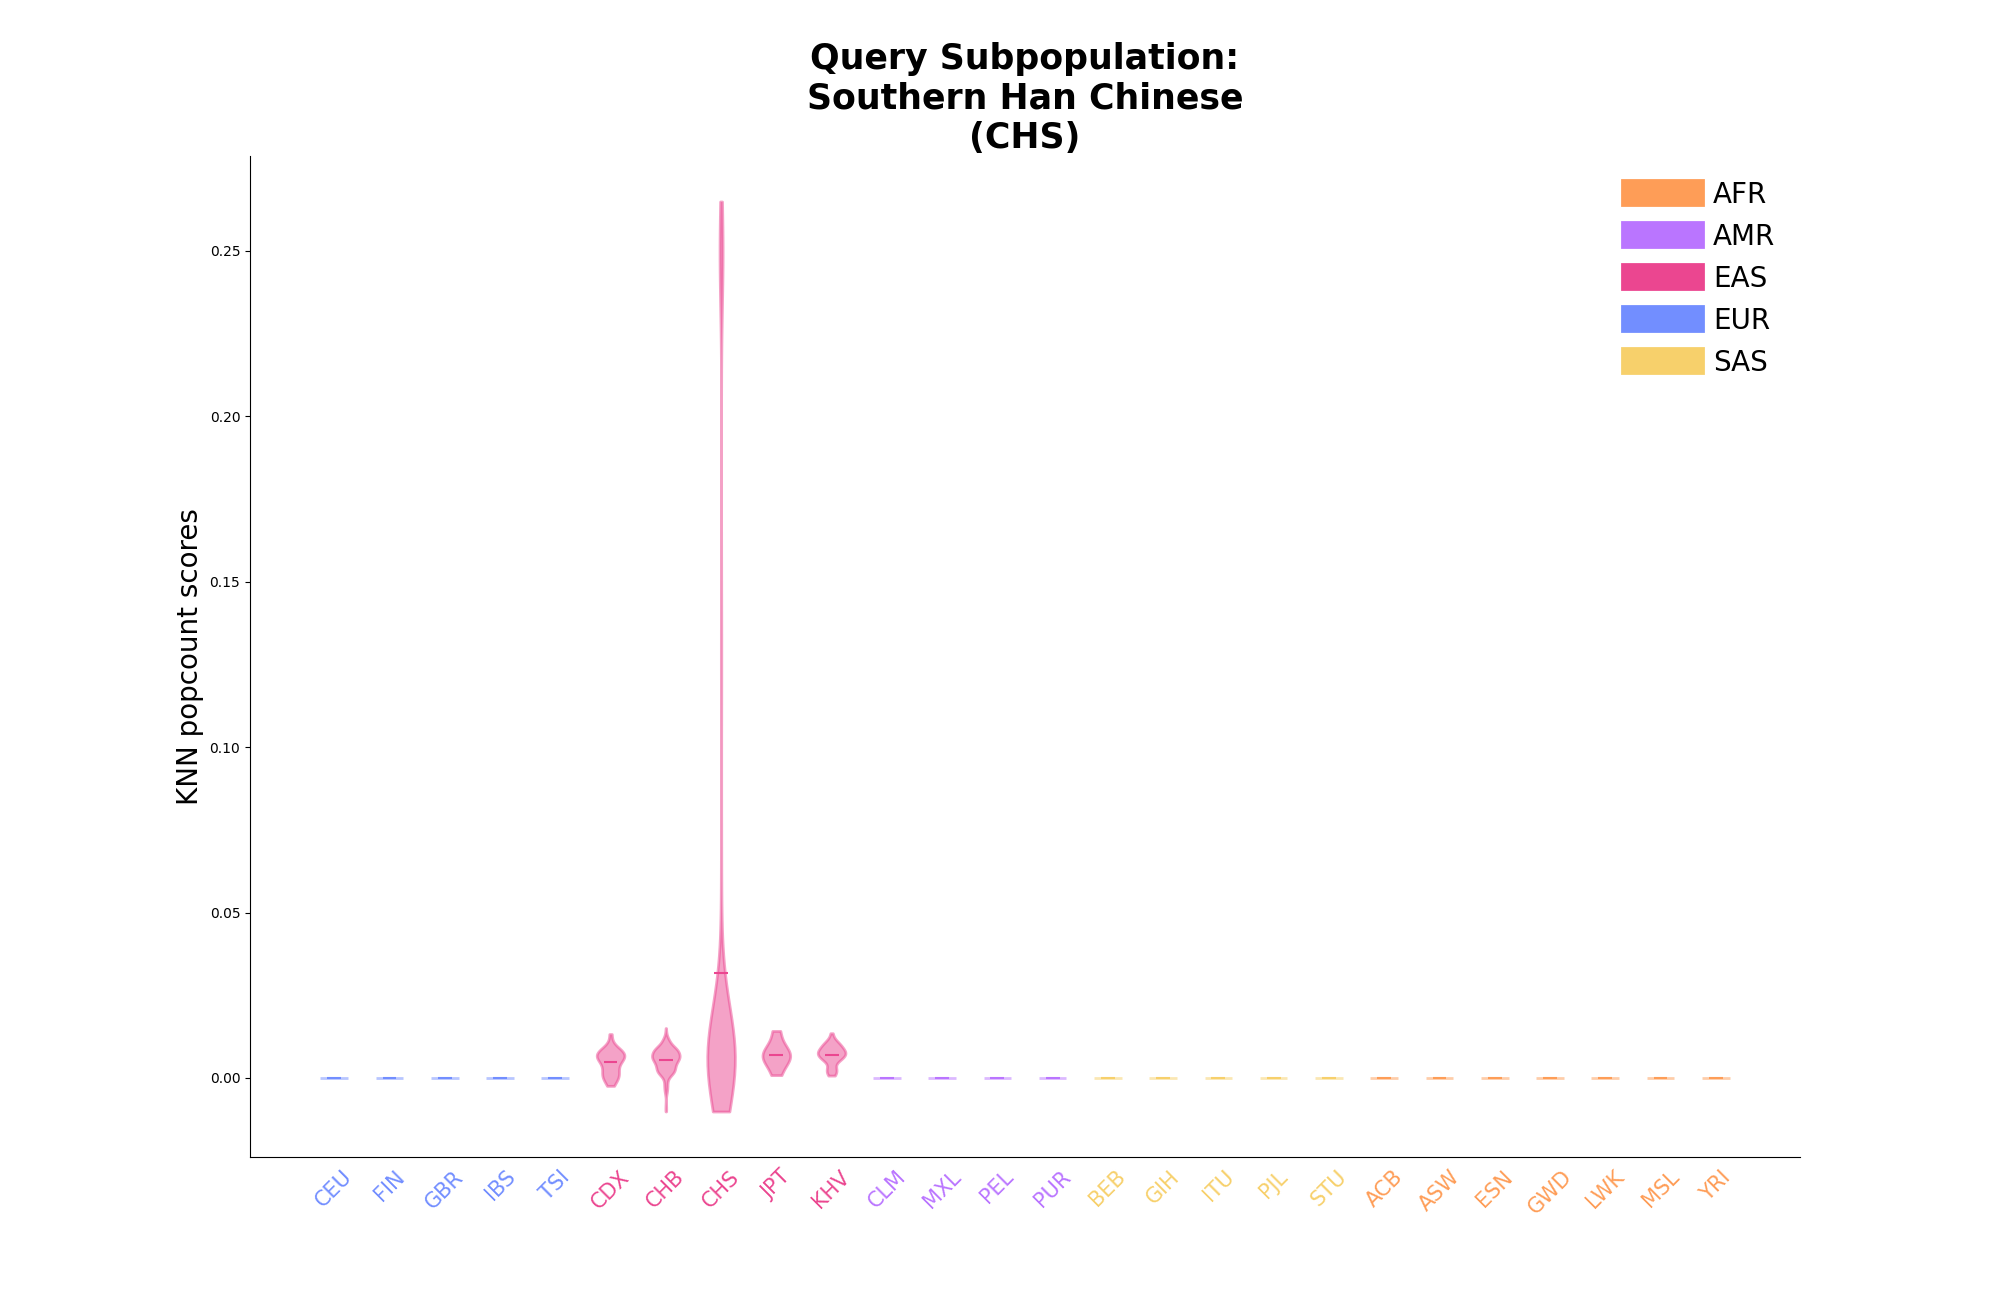 Query Subpopulation:
Southern Han Chinese
(CHS)
AFR
AMR
EAS
EUR
SAS
KNN popcount scores
0.25
0.20
0.15
0.10
0.05
0.00
CEU
FIN
GBR
IBS
TSI
CDX
CHB
CHS
JPT
KHV
CLM
MXL
PEL
PUR
BEB
GIH
ITU
PJL
STU
ACB
ASW
ESN
GWD
LWK
MSL
YRI